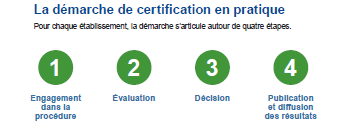 La démarche de certification en pratique
Pour chaque établissement, la démarche s'articule autour de quatre étapes.
1
2
3
4
Engagement
dans la
procédure
Évaluation
Décision
Publication
et diffusion
des résultats